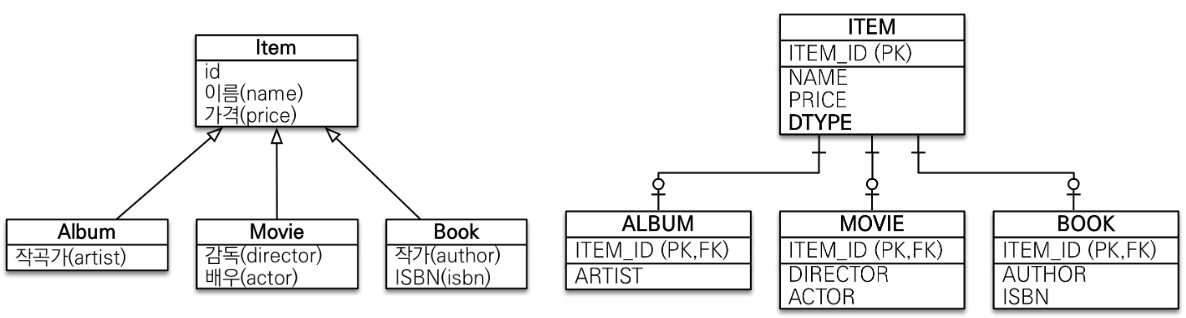 Item
id
이름(name)
가격(price)
Album
작곡가(artist)
Movie
감독(director)
배우(actor)
Book
작가(author)
ISBN(isbn)
ITEM
ITEM_ID (PK)
NAME
PRICE
DTYPE
ALBUM
ITEM_ID (PK,FK)
ARTIST
MOVIE
ITEM_ID (PK,FK)
DIRECTOR
ACTOR
BOOK
ITEM_ID (PK,FK)
AUTHOR
ISBN